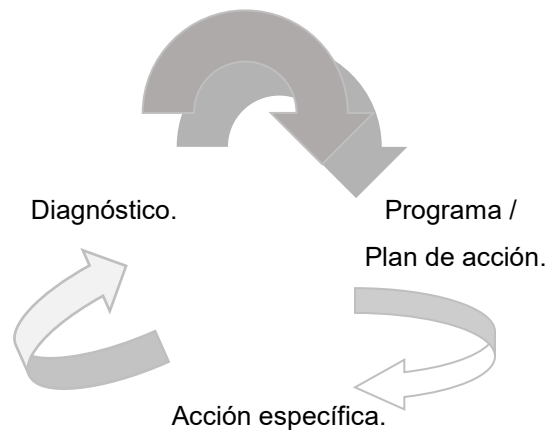 Diagnóstico.
Programa /
Plan de acción.
Acción específica.